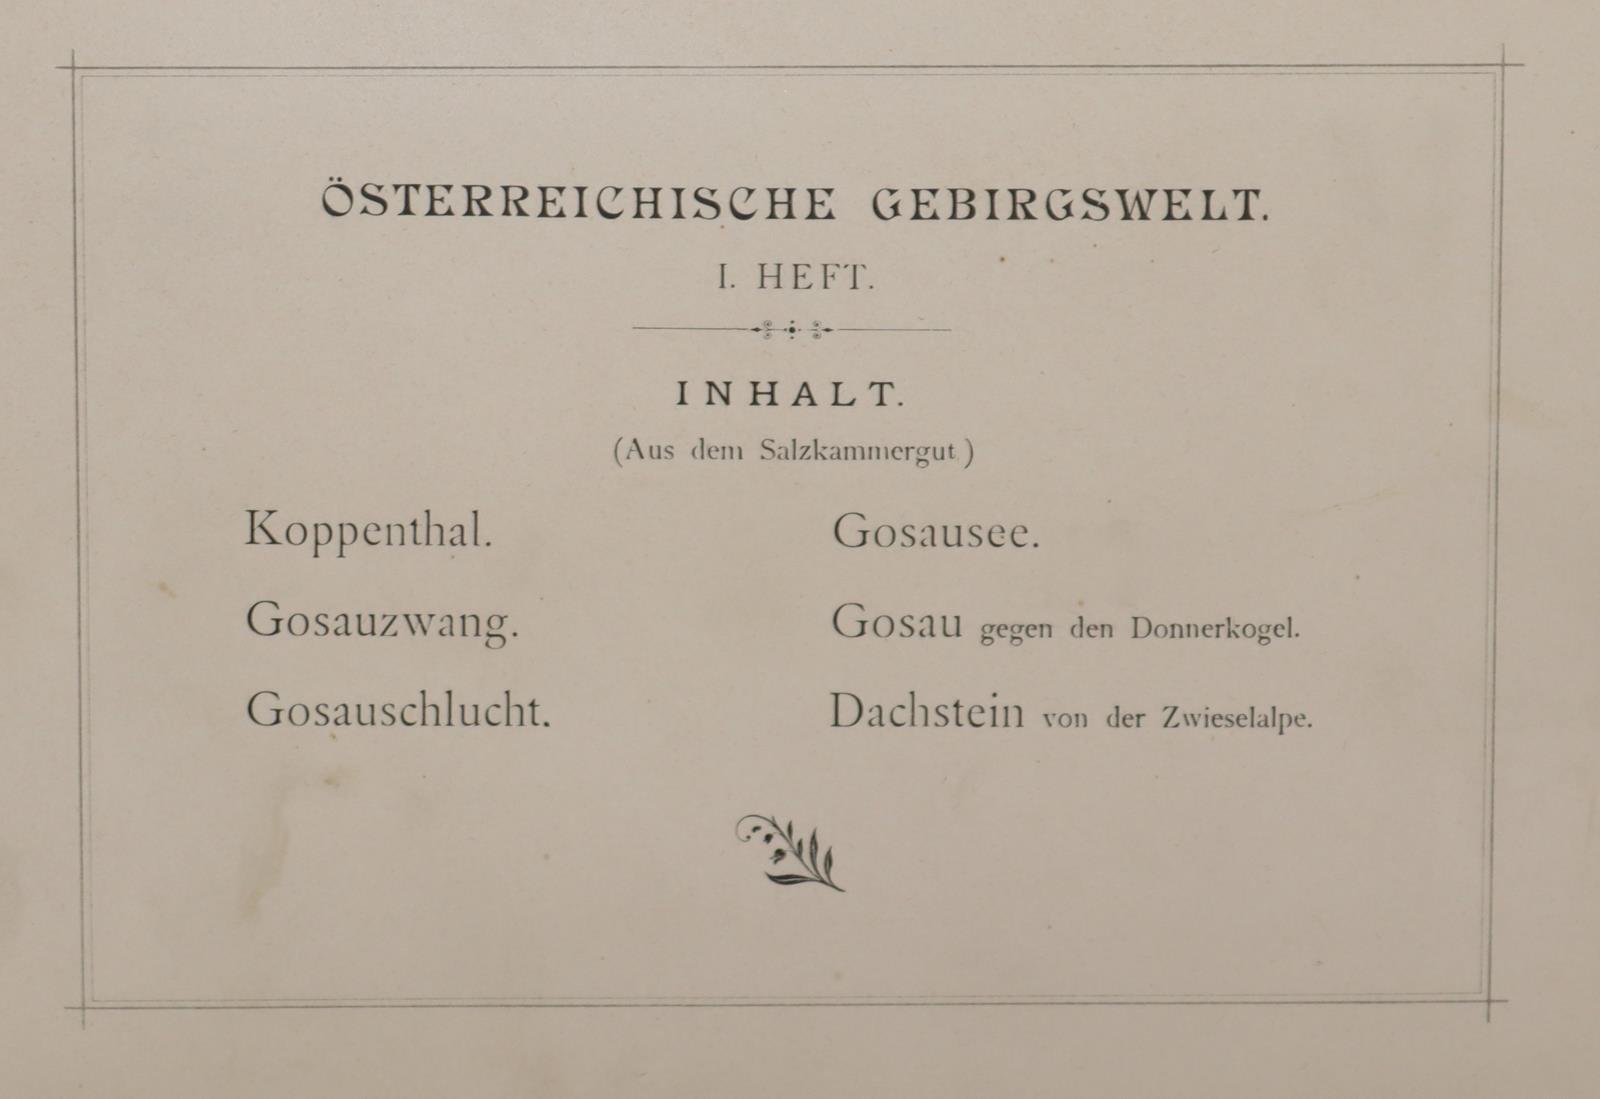 ÖSTERREICHISCHE GEBIRGSWELT.
I. HEFT.
INHALT.
(Aus dem Salzkammergut.)
Koppenthal.
Gosauzwang.
Gosauschlucht.
Gosausee.
Gosau gegen den Donnerkogel.
Dachstein von der Zwieselalpe.